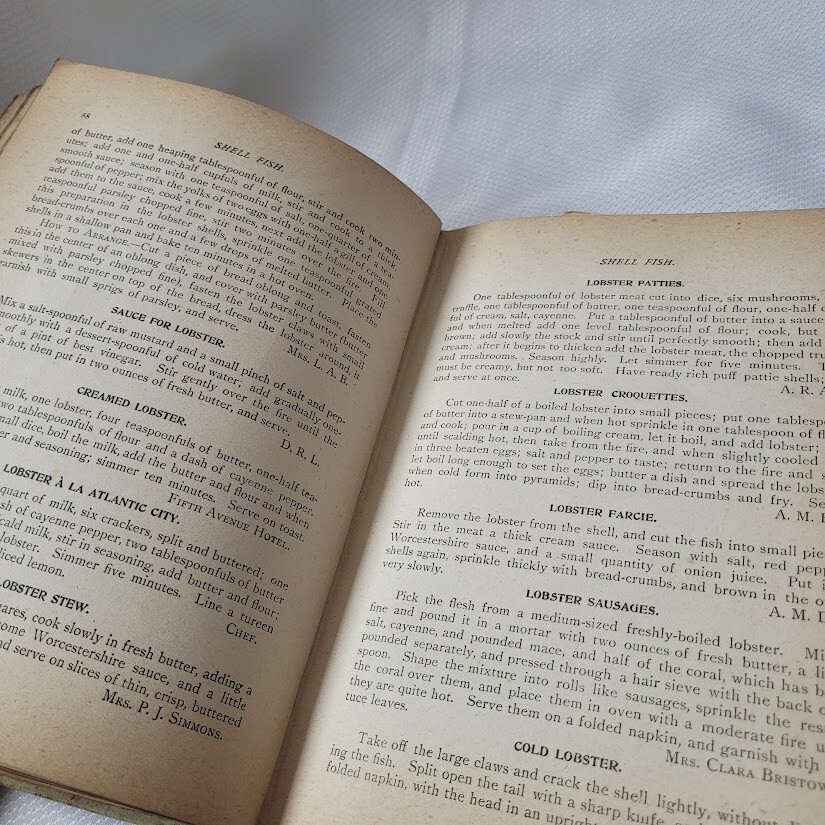 58
SHELL FISH.
of butter, add one heaping tablespoonful of flour, stir and cook two min-
utes; add one and one-half cupfuls of milk, stir and cook to a thick
smooth sauce; season with one teaspoonful of salt, one-quarter of a tea-
spoonful of pepper; mix the yolks of two eggs with one-half a gill of cream,
add them to the sauce, cook a few minutes, next add the lobster and one
teaspoonful parsley chopped fine, stir two minutes over the fire. Fill
this preparation in the lobster shells, sprinkle one teaspoonful grated
bread-crumbs over each one and a few drops of melted butter. Place the
shells in a shallow pan and bake ten minutes in a hot oven.
How to Arrange.—Cut a piece of bread oblong and toast, fasten
this in the center of an oblong dish, and cover with parsley butter (butter
mixed with parsley chopped fine), fasten the lobster claws with small
skewers in the center on top of the bread, dress the lobster around, it
garnish with small sprigs of parsley, and serve.
Mrs. L. A. E.
SAUCE FOR LOBSTER.
Mix a salt-spoonful of raw mustard and a small pinch of salt and pep-
smoothly with a dessert-spoonful of cold water, add gradually one-
of a pint of best vinegar. Stir gently over the fire until the
is hot, then put in two ounces of fresh butter, and serve.
D. R. L.
CREAMED LOBSTER.
milk, one lobster, four teaspoonfuls of butter, one-half tea-
two tablespoonfuls of flour and a dash of cayenne pepper.
small dice, boil the milk, add the butter and flour and when
er and seasoning; simmer ten minutes. Serve on toast.
Fifth Avenue Hotel.
LOBSTER À LA ATLANTIC CITY.
quart of milk, six crackers, split and buttered; one
sh of cayenne pepper, two tablespoonfuls of butter
cald milk, stir in seasoning, add butter and flour;
lobster. Simmer five minutes. Line a tureen
liced lemon.
Chef.
LOBSTER STEW.
uares, cook slowly in fresh butter, adding a
some Worcestershire sauce, and a little
nd serve on slices of thin, crisp, buttered
Mrs. P. J. Simmons.
SHELL FISH.
LOBSTER PATTIES.
One tablespoonful of lobster meat cut into dice, six mushrooms,
truffle, one tablespoonful of butter, one teaspoonful of flour, one-half c
ful of cream, salt, cayenne. Put a tablespoonful of butter into a sauce
and when melted add one level tablespoonful of flour; cook, but
brown; add slowly the stock and stir until perfectly smooth; then add
cream; after it begins to thicken add the lobster meat, the chopped tru
and mushrooms. Season highly. Let simmer for five minutes. T
must be creamy, but not too soft. Have ready rich puff pattie shells;
and serve at once.
A. R. A
LOBSTER CROQUETTES.
Cut one-half of a boiled lobster into small pieces; put one tablesp
of butter into a stew-pan and when hot sprinkle in one tablespoon of fl
and cook; pour in a cup of boiling cream, let it boil, and add lobster;
until scalding hot, then take from the fire, and when slightly cooled
in three beaten eggs; salt and pepper to taste; return to the fire and s
let boil long enough to set the eggs; butter a dish and spread the lobs
when cold form into pyramids; dip into bread-crumbs and fry. Se
hot.
A. M.
LOBSTER FARCIE.
Remove the lobster from the shell, and cut the fish into small pie
Stir in the meat a thick cream sauce. Season with salt, red pepp
Worcestershire sauce, and a small quantity of onion juice. Put i
shells again, sprinkle thickly with bread-crumbs, and brown in the o
very slowly.
A. M. D
LOBSTER SAUSAGES.
Pick the flesh from a medium-sized freshly-boiled lobster. Mi
fine and pound it in a mortar with two ounces of fresh butter, a li
salt, cayenne, and pounded mace, and half of the coral, which has b
pounded separately, and pressed through a hair sieve with the back o
spoon. Shape the mixture into rolls like sausages, sprinkle the res
the coral over them, and place them in oven with a moderate fire u
they are quite hot. Serve them on a folded napkin, and garnish with
tuce leaves.
Mrs. Clara Bristow
COLD LOBSTER.
Take off the large claws and crack the shell lightly, without
ing the fish. Split open the tail with a sharp knife,
folded napkin, with the head in an upright